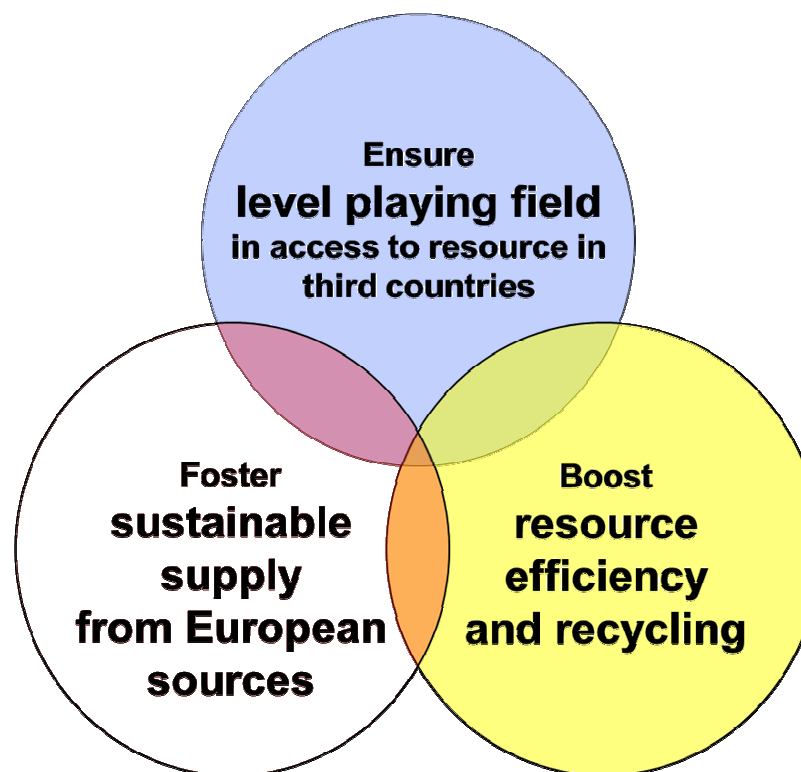 Ensure
level playing field
in access to resource in
third countries
Foster
sustainable
supply
from European
sources
Boost
resource
efficiency
and recycling